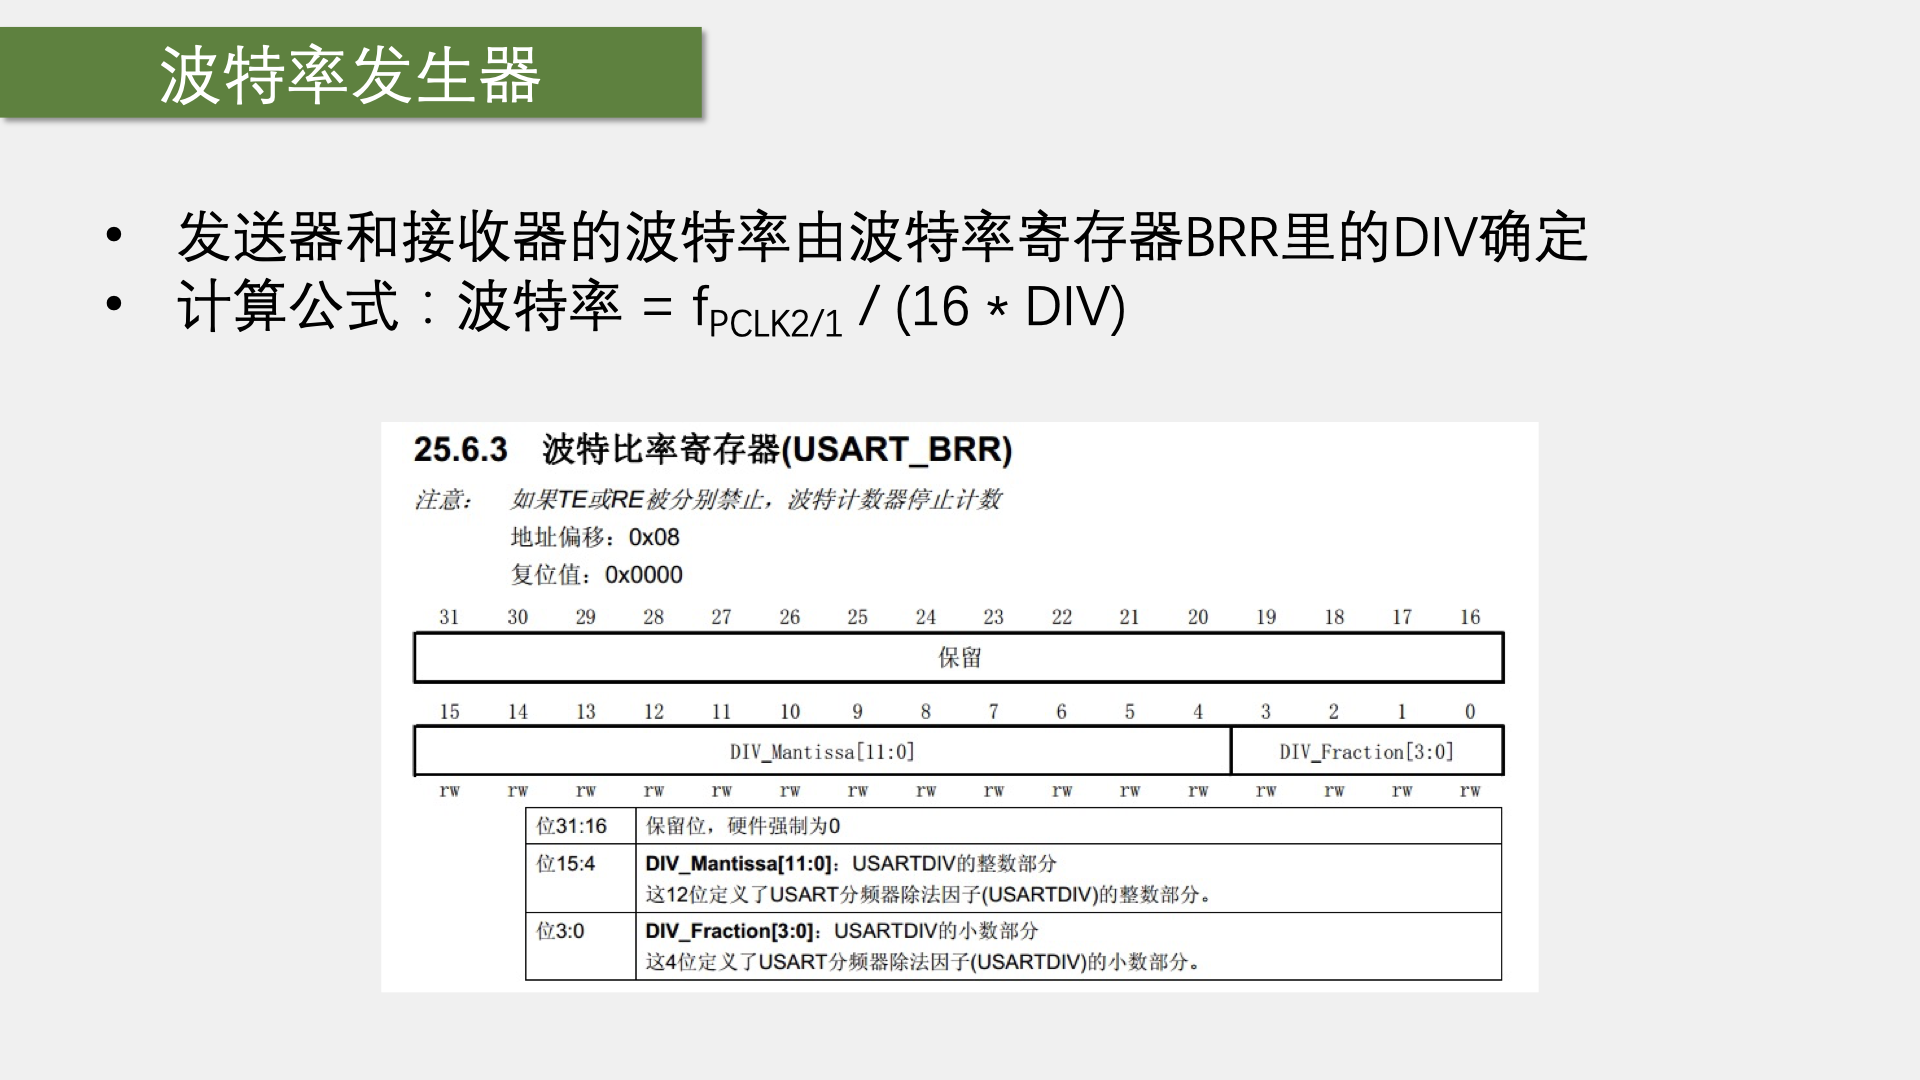 波特率发生器
• 发送器和接收器的波特率由波特率寄存器BRR里的DIV确定
• 计算公式：波特率 = fPCLK2/1 / (16 * DIV)
25.6.3 波特比率寄存器(USART_BRR)
注意： 如果TE或RE被分别禁止，波特计数器停止计数
地址偏移：0x08
复位值：0x0000
31 30 29 28 27 26 25 24 23 22 21 20 19 18 17 16
保留
15 14 13 12 11 10 9 8 7 6 5 4 3 2 1 0
DIV_Mantissa[11:0] DIV_Fraction[3:0]
rw rw rw rw rw rw rw rw rw rw rw rw rw rw rw rw
位31:16 保留位，硬件强制为0
位15:4 DIV_Mantissa[11:0]：USARTDIV的整数部分
这12位定义了USART分频器除法因子(USARTDIV)的整数部分。
位3:0 DIV_Fraction[3:0]：USARTDIV的小数部分
这4位定义了USART分频器除法因子(USARTDIV)的小数部分。